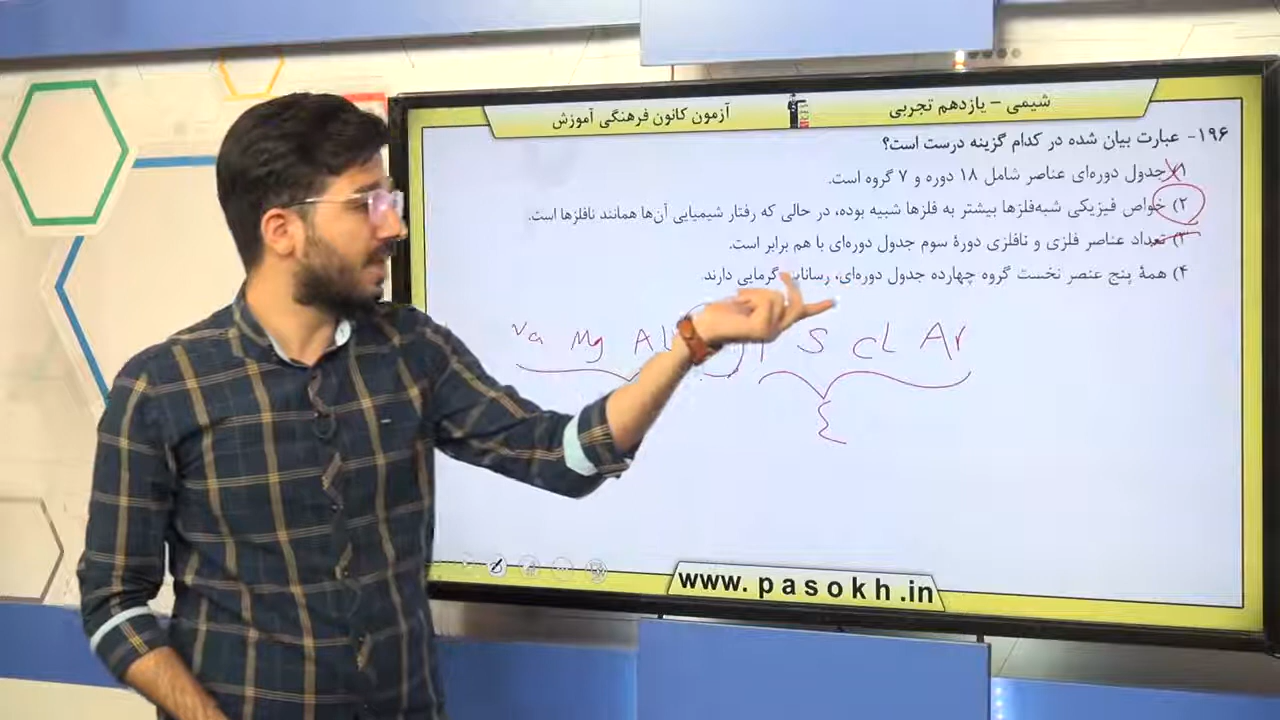 شیمی - یازدهم تجربی
آزمون کانون فرهنگی آموزش
۱۹۶- عبارت بیان شده در کدام گزینه درست است؟
۱) جدول دوره‌ای عناصر شامل ۱۸ دوره و ۷ گروه است.
۲) خواص فیزیکی شبه‌فلزها بیشتر به فلزها شبیه بوده، در حالی که رفتار شیمیایی آن‌ها همانند نافلزها است.
۳) تعداد عناصر فلزی و نافلزی دورهٔ سوم جدول دوره‌ای با هم برابر است.
۴) همهٔ پنج عنصر نخست گروه چهارده جدول دوره‌ای، گرمایی دارند.
Na Mg Al S Cl Ar
۴
www.pasokh.in